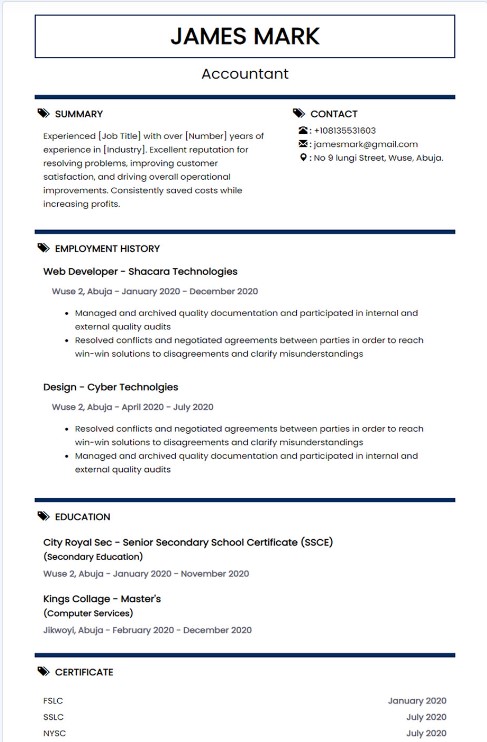 JAMES MARK
Accountant
SUMMARY
Experienced [Job Title] with over [Number] years of
experience in [Industry]. Excellent reputation for
resolving problems, improving customer
satisfaction, and driving overall operational
improvements. Consistently saved costs while
increasing profits.
CONTACT
: +108135531603
: jamesmark@gmail.com
: No 9 lungi Street, Wuse, Abuja.
EMPLOYMENT HISTORY
Web Developer - Shacara Technologies
Wuse 2, Abuja - January 2020 - December 2020
• Managed and archived quality documentation and participated in internal and
external quality audits
• Resolved conflicts and negotiated agreements between parties in order to reach
win-win solutions to disagreements and clarify misunderstandings
Design - Cyber Technolgies
Wuse 2, Abuja - April 2020 - July 2020
• Resolved conflicts and negotiated agreements between parties in order to reach
win-win solutions to disagreements and clarify misunderstandings
• Managed and archived quality documentation and participated in internal and
external quality audits
EDUCATION
City Royal Sec - Senior Secondary School Certificate (SSCE)
(Secondary Education)
Wuse 2, Abuja - January 2020 - November 2020
Kings Collage - Master's
(Computer Services)
Jikwoyi, Abuja - February 2020 - December 2020
CERTIFICATE
FSLC January 2020
SSLC July 2020
NYSC July 2020